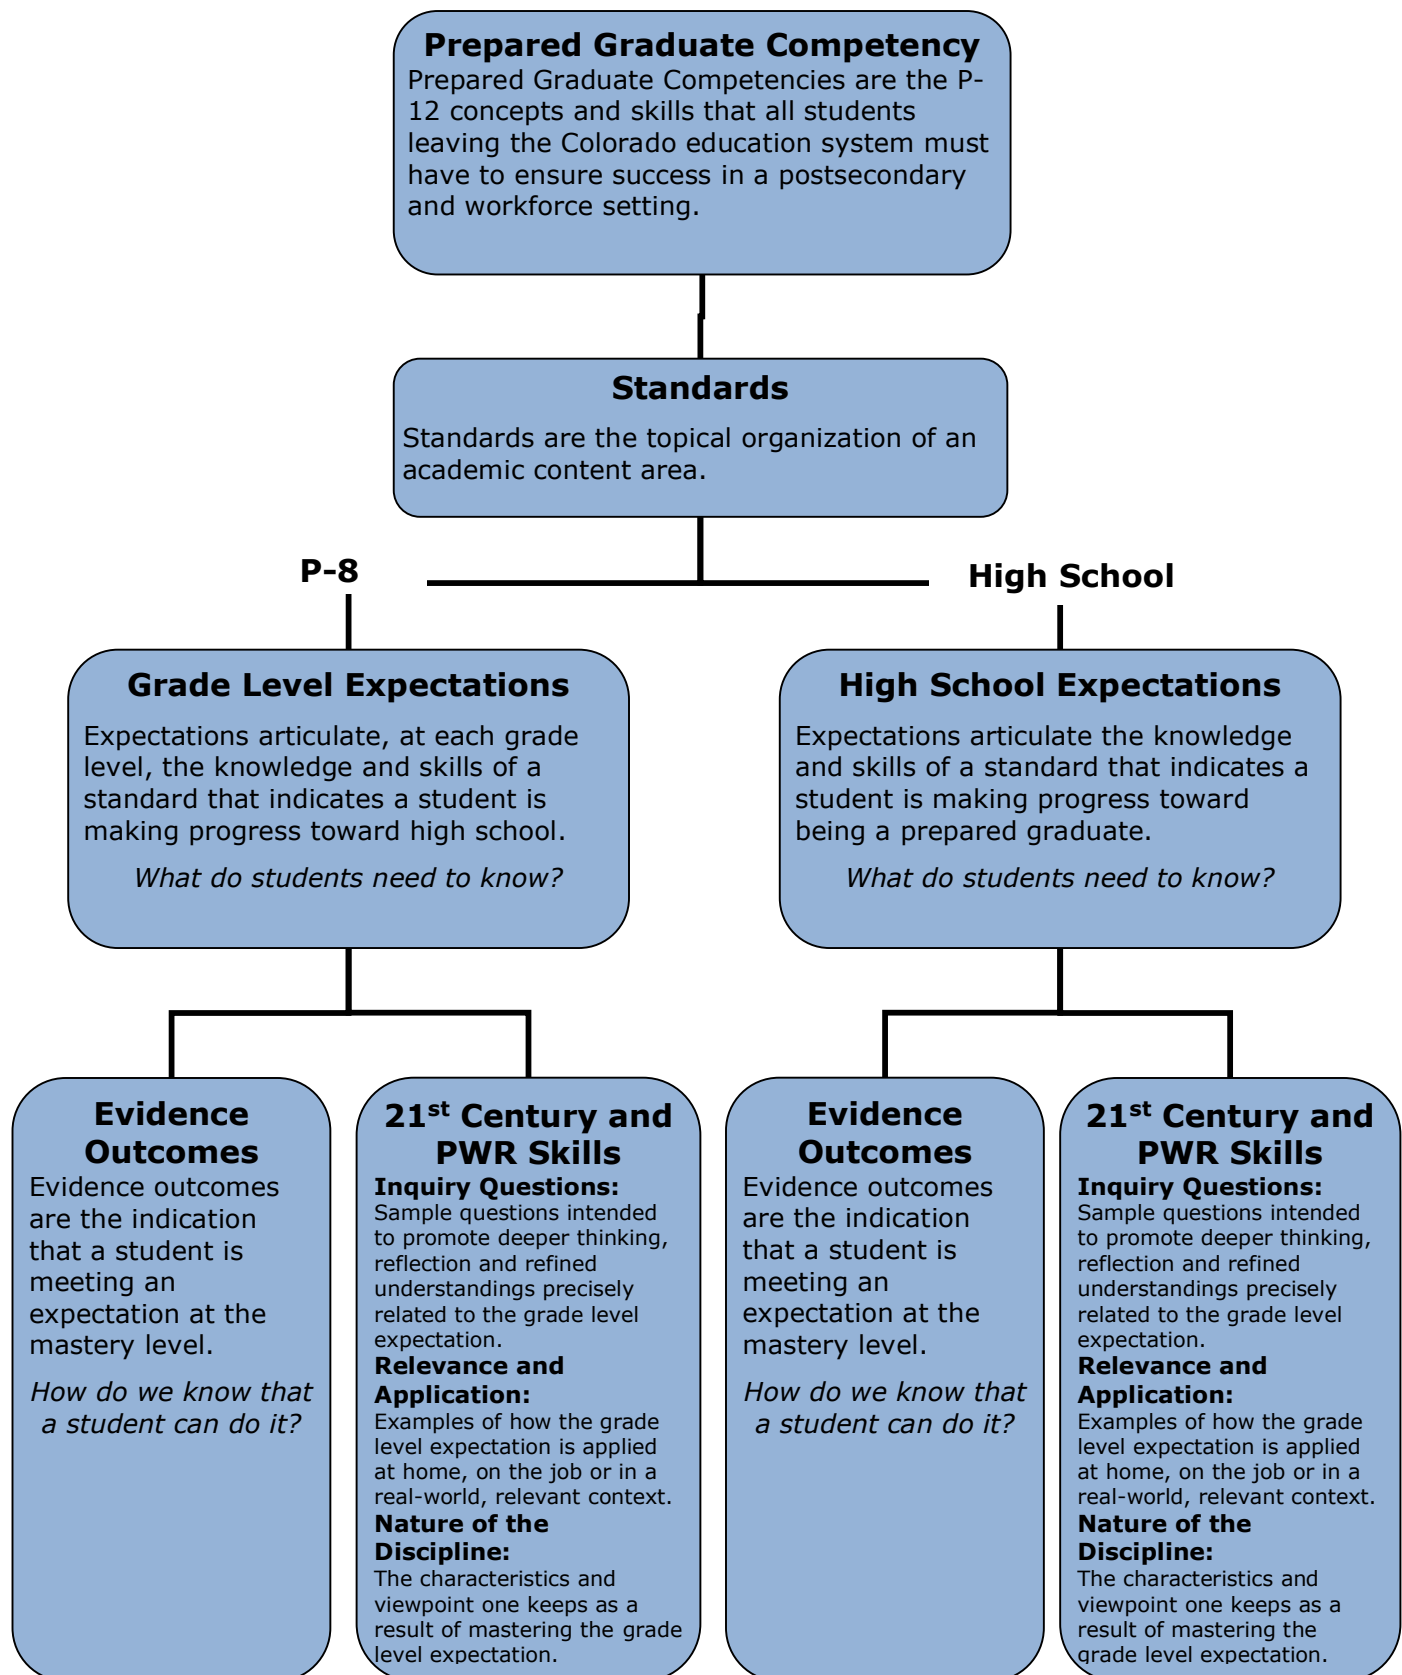 Prepared Graduate Competency
Prepared Graduate Competencies are the P-
12 concepts and skills that all students
leaving the Colorado education system must
have to ensure success in a postsecondary
and workforce setting.
Standards
Standards are the topical organization of an
academic content area.
P-8
High School
Grade Level Expectations
Expectations articulate, at each grade
level, the knowledge and skills of a
standard that indicates a student is
making progress toward high school.
What do students need to know?
High School Expectations
Expectations articulate the knowledge
and skills of a standard that indicates a
student is making progress toward
being a prepared graduate.
What do students need to know?
Evidence
Outcomes
Evidence outcomes
are the indication
that a student is
meeting an
expectation at the
mastery level.
How do we know that
a student can do it?
21st Century and
PWR Skills
Inquiry Questions:
Sample questions intended
to promote deeper thinking,
reflection and refined
understandings precisely
related to the grade level
expectation.
Relevance and
Application:
Examples of how the grade
level expectation is applied
at home, on the job or in a
real-world, relevant context.
Nature of the
Discipline:
The characteristics and
viewpoint one keeps as a
result of mastering the grade
level expectation.
Evidence
Outcomes
Evidence outcomes
are the indication
that a student is
meeting an
expectation at the
mastery level.
How do we know that
a student can do it?
21st Century and
PWR Skills
Inquiry Questions:
Sample questions intended
to promote deeper thinking,
reflection and refined
understandings precisely
related to the grade level
expectation.
Relevance and
Application:
Examples of how the grade
level expectation is applied
at home, on the job or in a
real-world, relevant context.
Nature of the
Discipline:
The characteristics and
viewpoint one keeps as a
result of mastering the
grade level expectation.